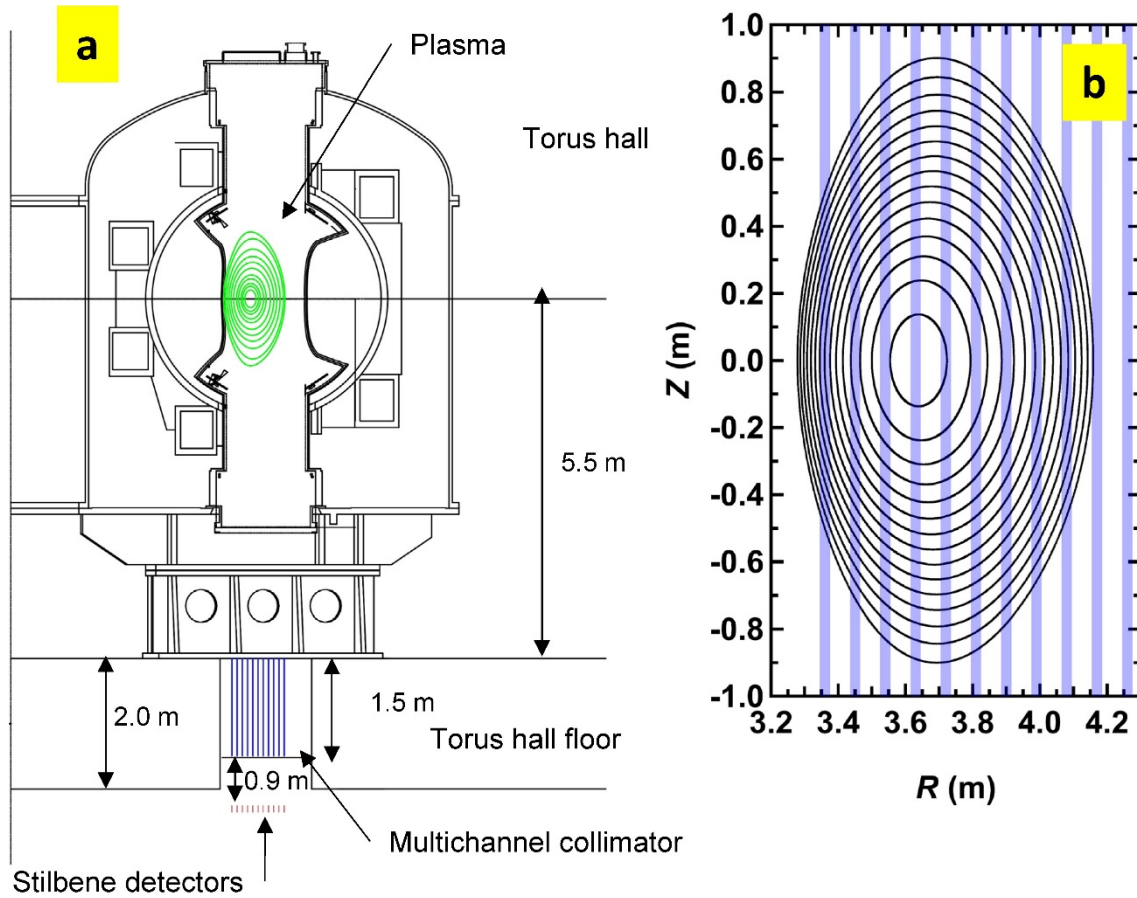 a
Plasma
Torus hall
5.5 m
2.0 m
1.5 m
Torus hall floor
0.9 m
Multichannel collimator
Stilbene detectors
b
1.0
0.8
0.6
0.4
0.2
0.0
-0.2
-0.4
-0.6
-0.8
-1.0
Z (m)
3.2 3.4 3.6 3.8 4.0 4.2
R (m)